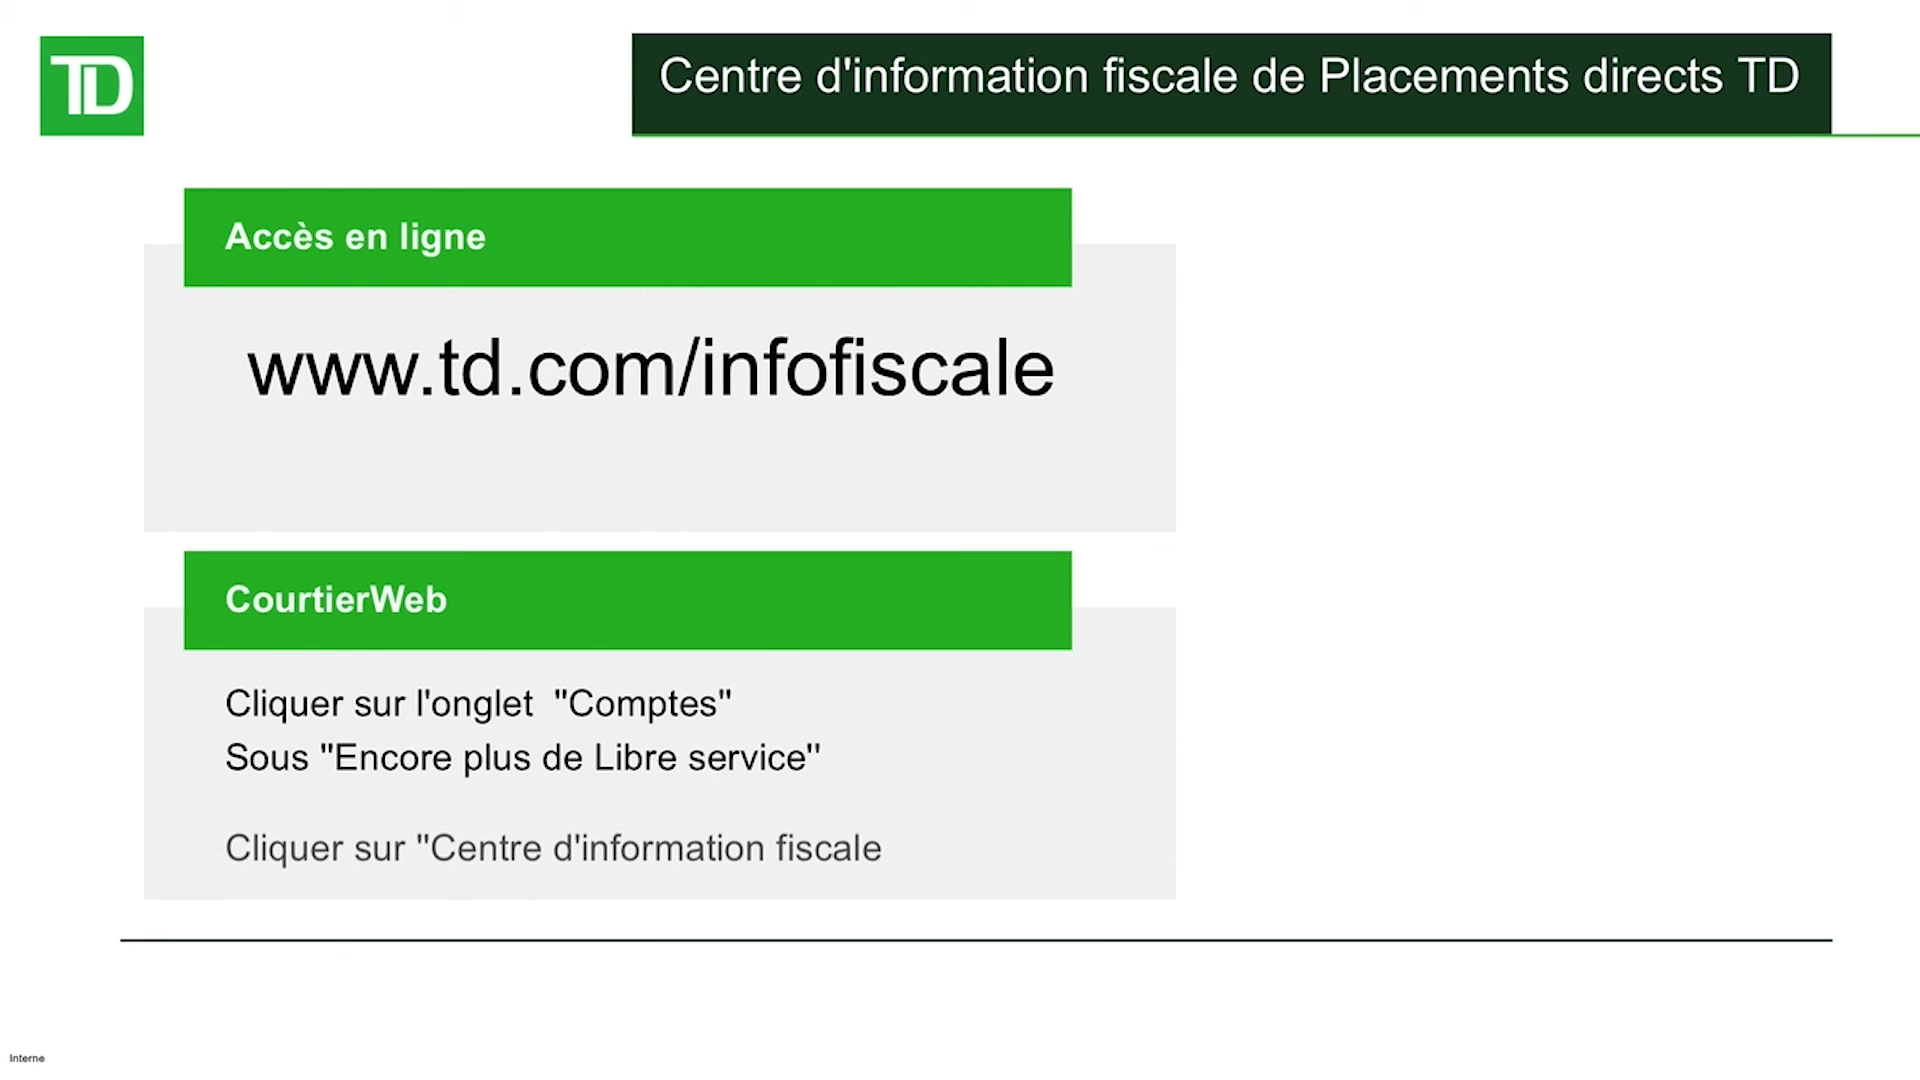 TD
Centre d'information fiscale de Placements directs TD
Accès en ligne
www.td.com/infofiscale
CourtierWeb
Cliquer sur l'onglet  "Comptes"
Sous "Encore plus de Libre service"
Cliquer sur "Centre d'information fiscale
Interne